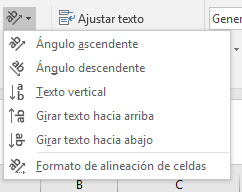 Ajustar texto
Gener
Ángulo ascendente
Ángulo descendente
Texto vertical
Girar texto hacia arriba
Girar texto hacia abajo
Formato de alineación de celdas
B C